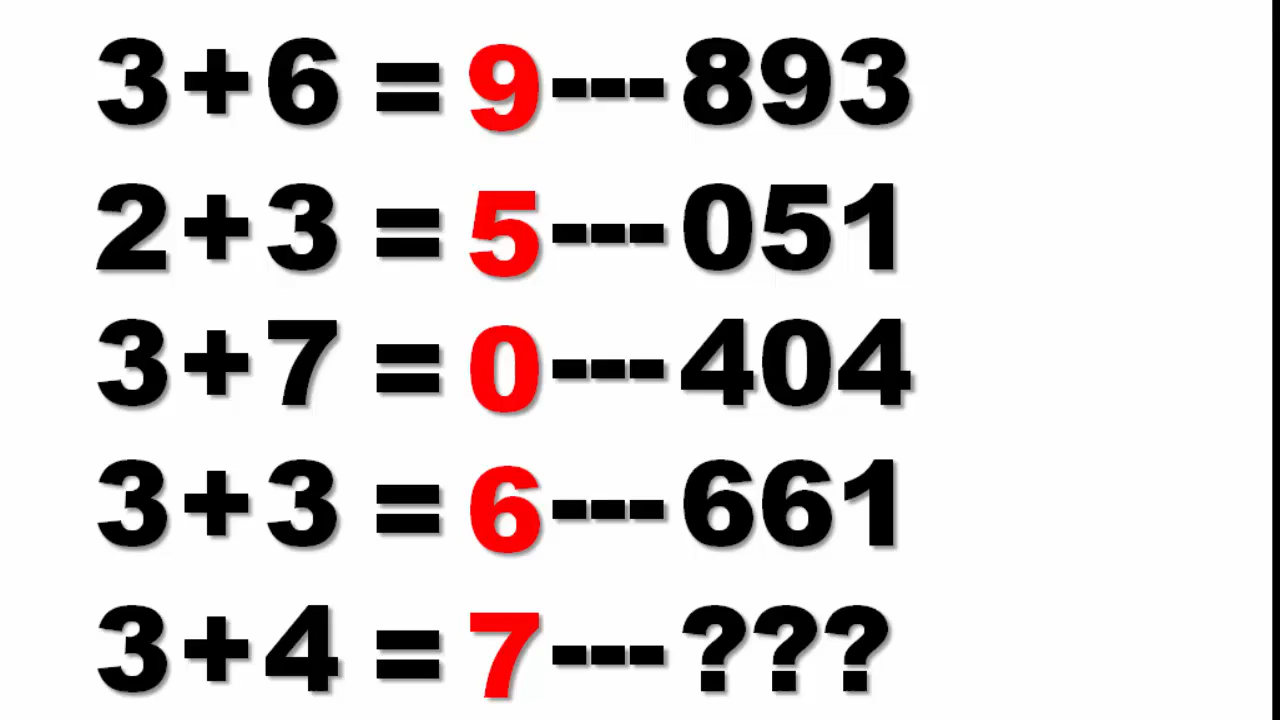 3+6 = 9---893
2+3 = 5---051
3+7 = 0---404
3+3 = 6---661
3+4 = 7---???